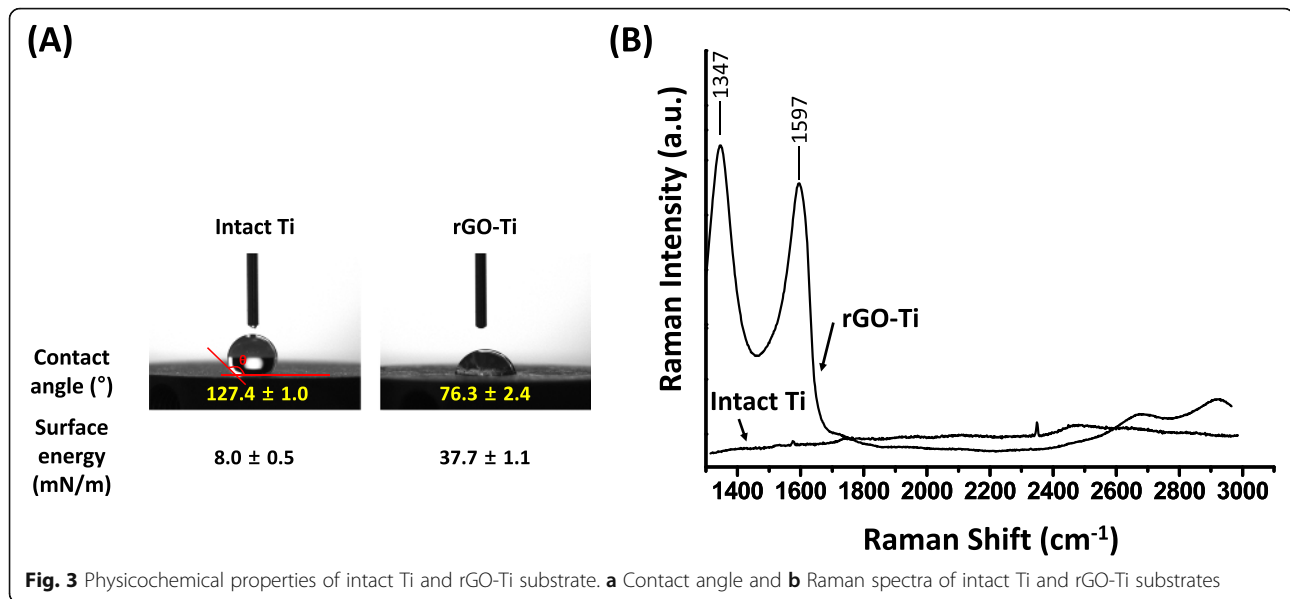 (A)
Intact Ti
rGO-Ti
Contact
angle (°)
θ
127.4 ± 1.0
76.3 ± 2.4
Surface
energy
(mN/m)
8.0 ± 0.5
37.7 ± 1.1
(B)
Raman Intensity (a.u.)
1347
1597
rGO-Ti
Intact Ti
1400 1600 1800 2000 2200 2400 2600 2800 3000
Raman Shift (cm-1)
Fig. 3 Physicochemical properties of intact Ti and rGO-Ti substrate. a Contact angle and b Raman spectra of intact Ti and rGO-Ti substrates